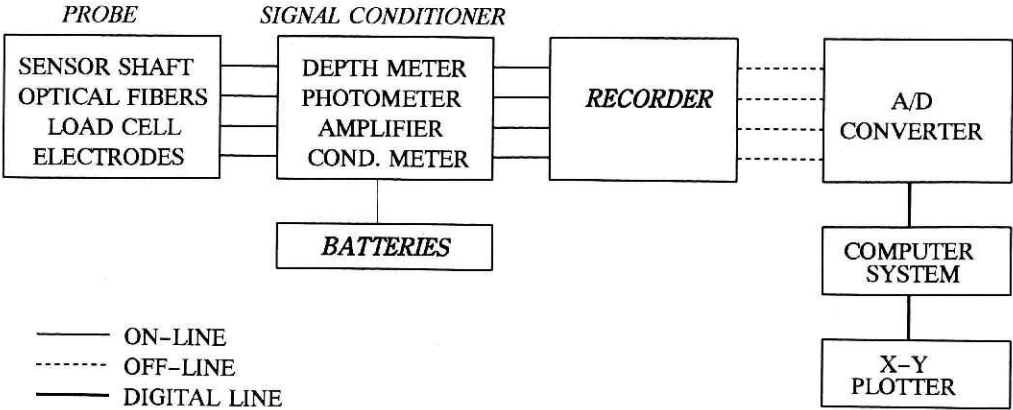 PROBE
SIGNAL CONDITIONER
SENSOR SHAFT
OPTICAL FIBERS
LOAD CELL
ELECTRODES
DEPTH METER
PHOTOMETER
AMPLIFIER
COND. METER
RECORDER
A/D
CONVERTER
BATTERIES
COMPUTER
SYSTEM
X-Y
PLOTTER
ON-LINE
OFF-LINE
DIGITAL LINE